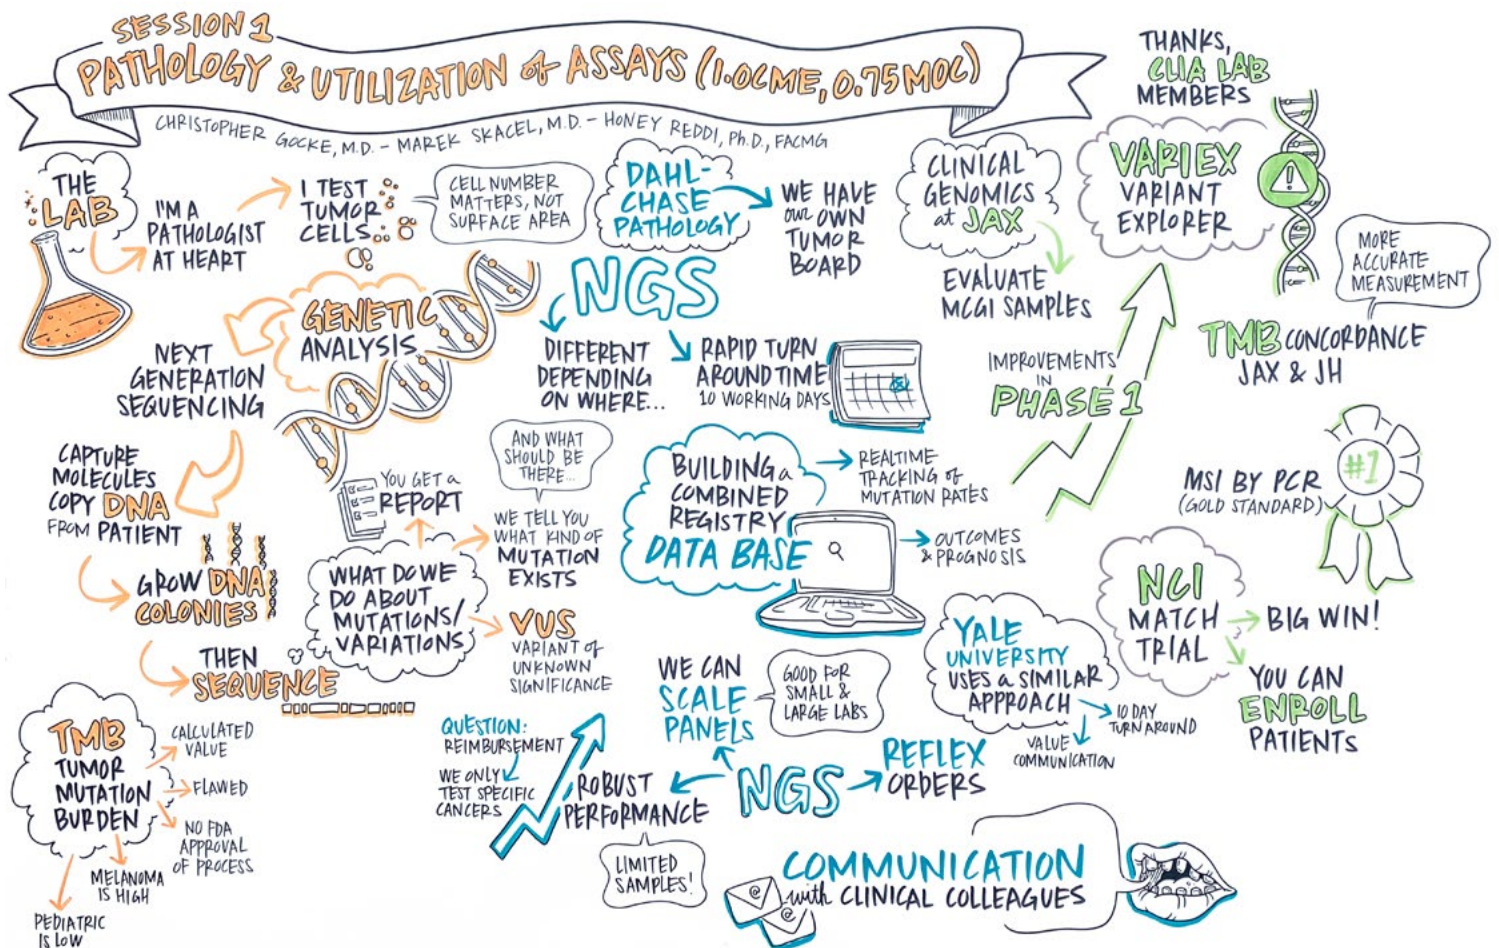 SESSION 1
PATHOLOGY & UTILIZATION of ASSAYS (1.0CME, 0.75MOC)
CHRISTOPHER GOCKE, M.D. - MAREK SKACEL, M.D. - HONEY REDDI, Ph.D., FACMG
THE
LAB
I'M A
PATHOLOGIST
AT HEART
I TEST
TUMOR
CELLS
CELL NUMBER
MATTERS, NOT
SURFACE AREA
GENETIC
ANALYSIS
NEXT
GENERATION
SEQUENCING
CAPTURE
MOLECULES
COPY DNA
FROM PATIENT
GROW DNA
COLONIES
THEN
SEQUENCE
WHAT DO WE
DO ABOUT
MUTATIONS/
VARIATIONS
YOU GET a
REPORT
AND WHAT
SHOULD BE
THERE...
WE TELL YOU
WHAT KIND OF
MUTATION
EXISTS
VUS
VARIANT of
UNKNOWN
SIGNIFICANCE
TMB
TUMOR
MUTATION
BURDEN
CALCULATED
VALUE
FLAWED
NO FDA
APPROVAL
OF PROCESS
MELANOMA
IS HIGH
PEDIATRIC
IS LOW
DAHL-
CHASE
PATHOLOGY
WE HAVE
our OWN
TUMOR
BOARD
NGS
DIFFERENT
DEPENDING
ON WHERE...
RAPID TURN
AROUND TIME
10 WORKING DAYS
BUILDING a
COMBINED
REGISTRY
DATA BASE
REALTIME
TRACKING of
MUTATION RATES
OUTCOMES
& PROGNOSIS
YALE
UNIVERSITY
USES a SIMILAR
APPROACH
10 DAY
TURN AROUND
VALUE
COMMUNICATION
WE CAN
SCALE
PANELS
GOOD FOR
SMALL &
LARGE LABS
NGS
REFLEX
ORDERS
ROBUST
PERFORMANCE
LIMITED
SAMPLES!
QUESTION:
REIMBURSEMENT
WE ONLY
TEST SPECIFIC
CANCERS
@
@
COMMUNICATION
with CLINICAL COLLEAGUES
CLINICAL
GENOMICS
at JAX
EVALUATE
MCGI SAMPLES
THANKS,
CLIA LAB
MEMBERS
VARIEX
VARIANT
EXPLORER
!
IMPROVEMENTS
IN
PHASE 1
MORE
ACCURATE
MEASUREMENT
TMB CONCORDANCE
JAX & JH
MSI BY PCR
(GOLD STANDARD)
#1
NCI
MATCH
TRIAL
BIG WIN!
YOU CAN
ENROLL
PATIENTS